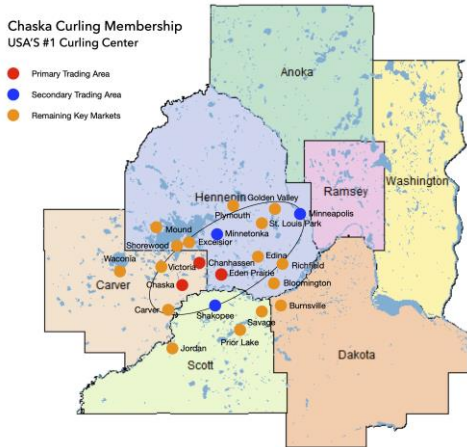 Chaska Curling Membership
USA'S #1 Curling Center
Primary Trading Area
Secondary Trading Area
Remaining Key Markets
Anoka
Washington
Ramsey
Hennepin
Golden Valley
Plymouth
Minneapolis
St. Louis Park
Mound
Minnetonka
Shorewood
Excelsior
Edina
Waconia
Victoria
Chanhassen
Richfield
Carver
Eden Prairie
Chaska
Bloomington
Carver
Shakopee
Burnsville
Savage
Prior Lake
Jordan
Scott
Dakota